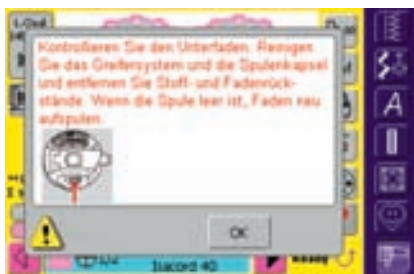 Kontrollieren Sie den Unterfaden. Reinigen
Sie das Greifersystem und die Spulenkapsel
und entfernen Sie Stoff- und Fadenrück-
stände. Wenn die Spule leer ist, Faden neu
aufspulen.
A
OK
Isacord 40
Ready